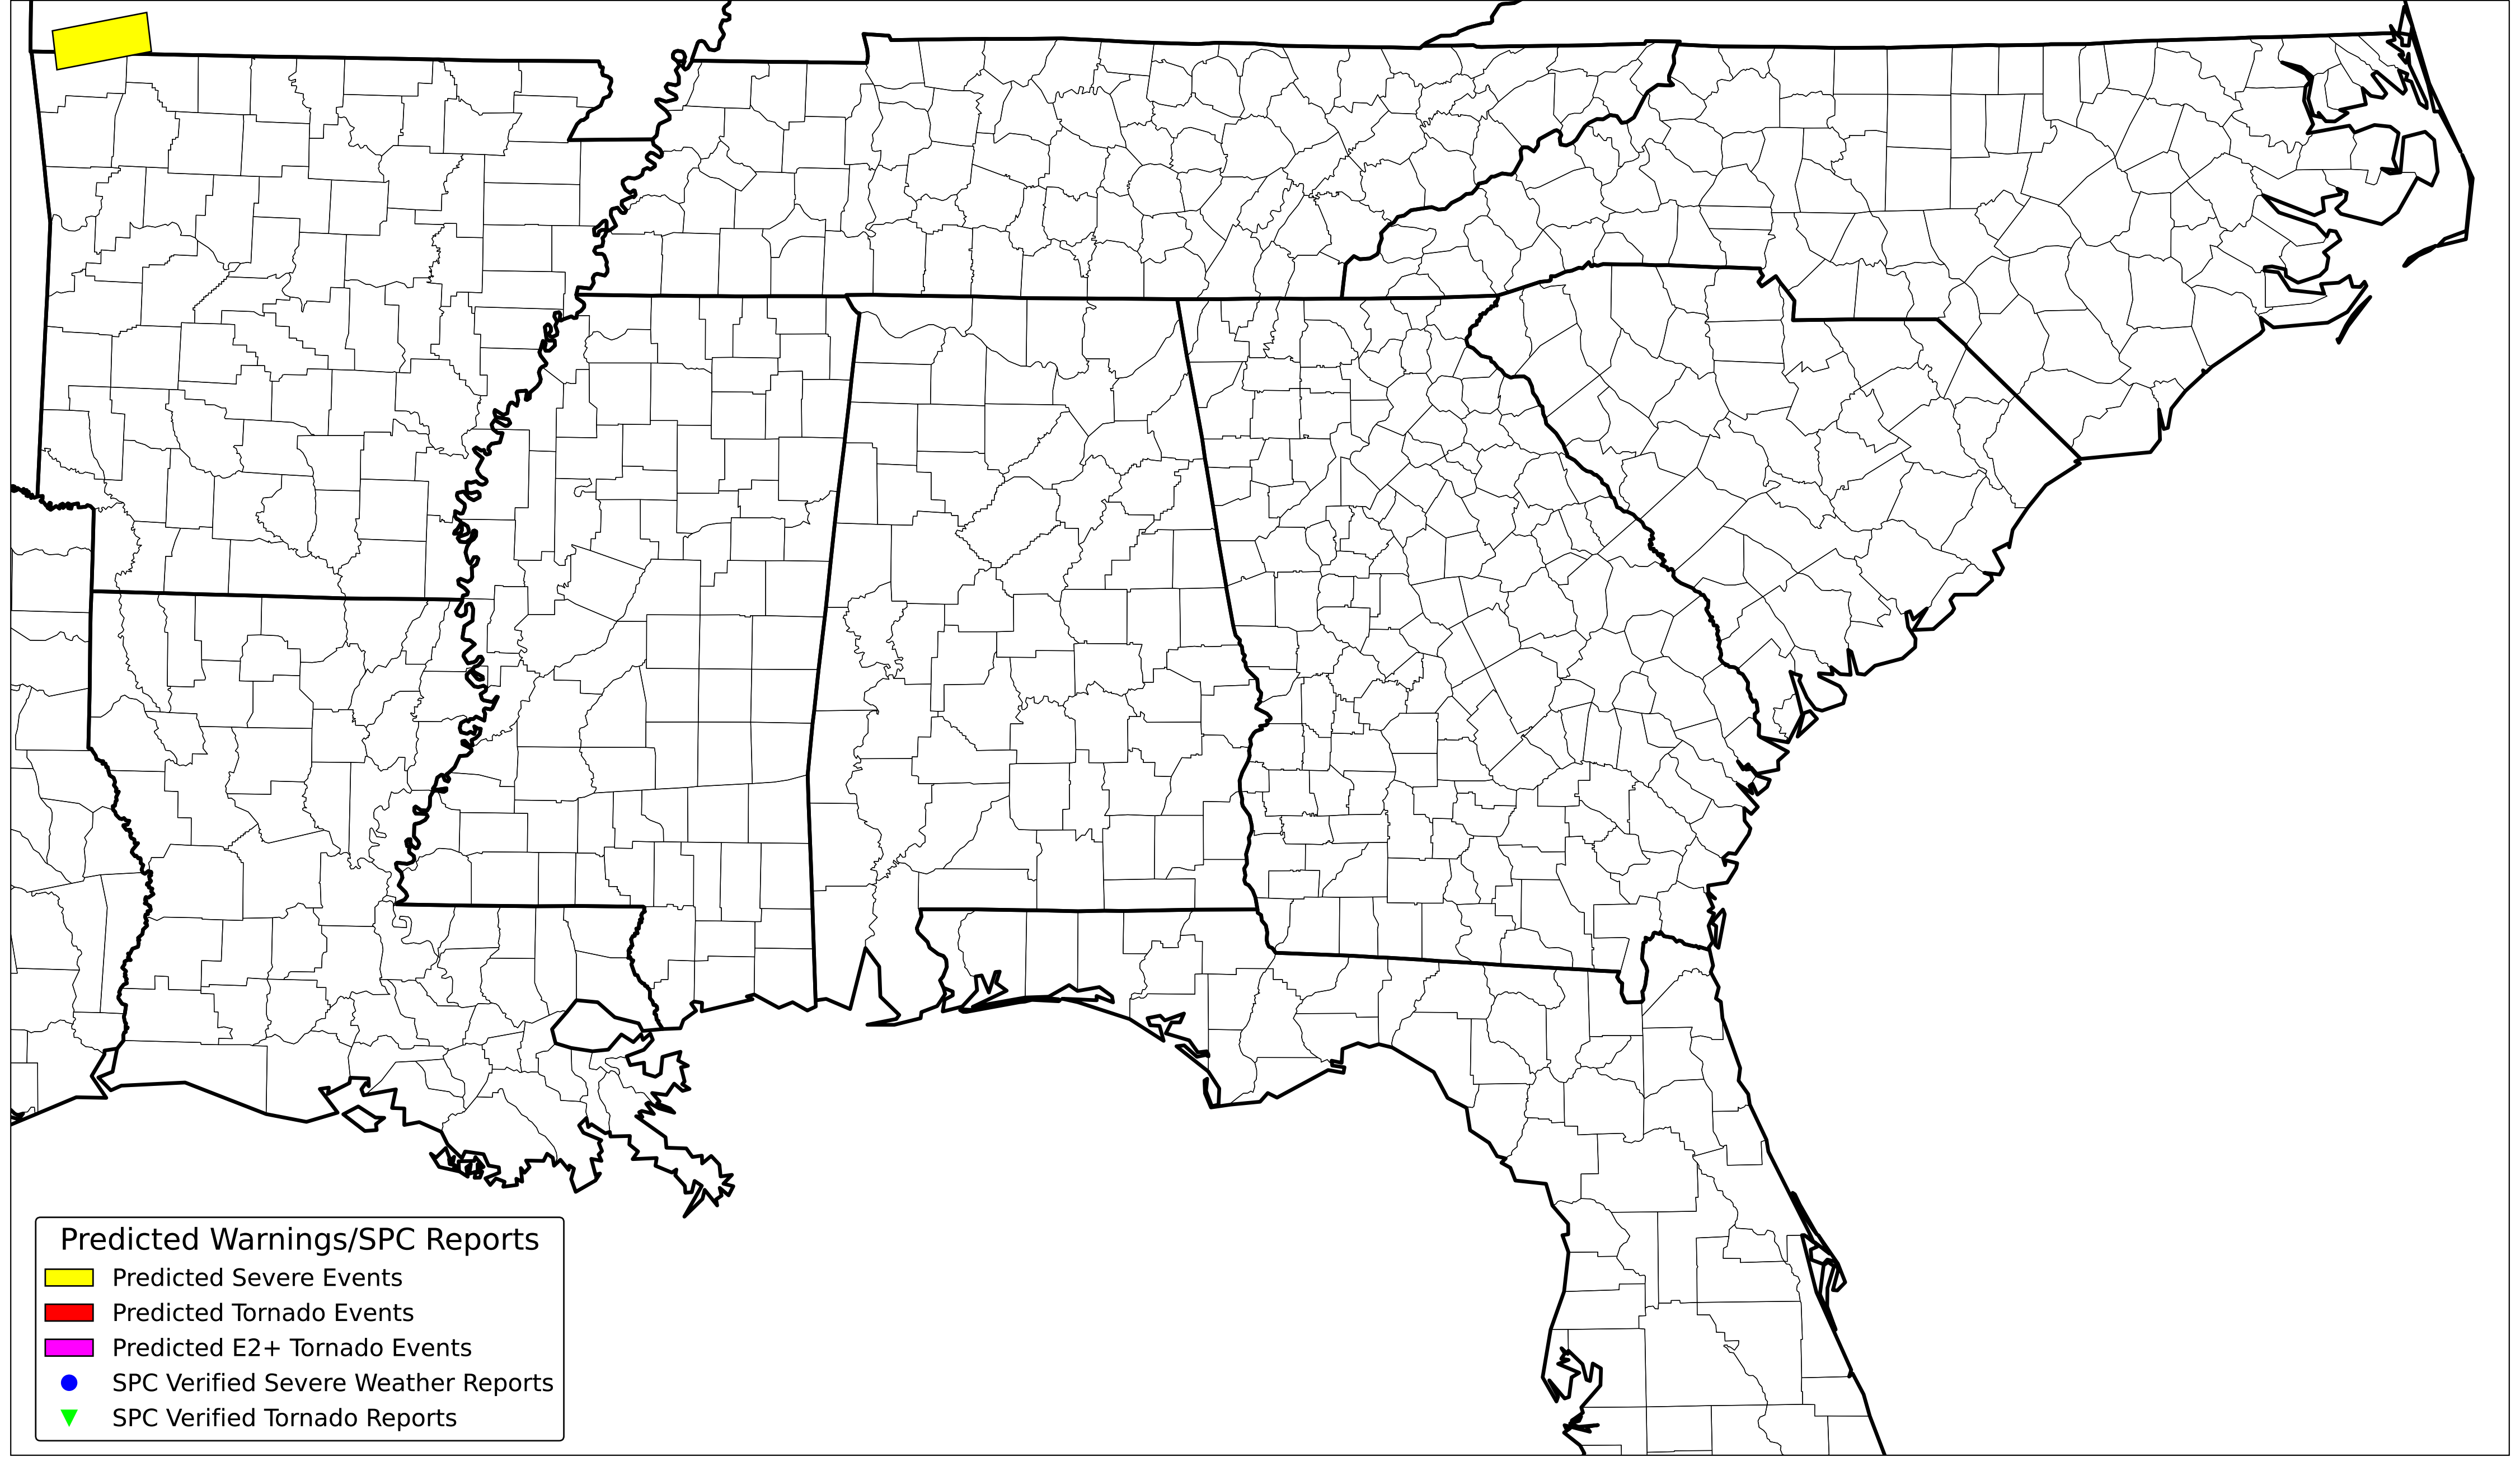 Predicted Warnings/SPC Reports
Predicted Severe Events
Predicted Tornado Events
Predicted E2+ Tornado Events
SPC Verified Severe Weather Reports
SPC Verified Tornado Reports